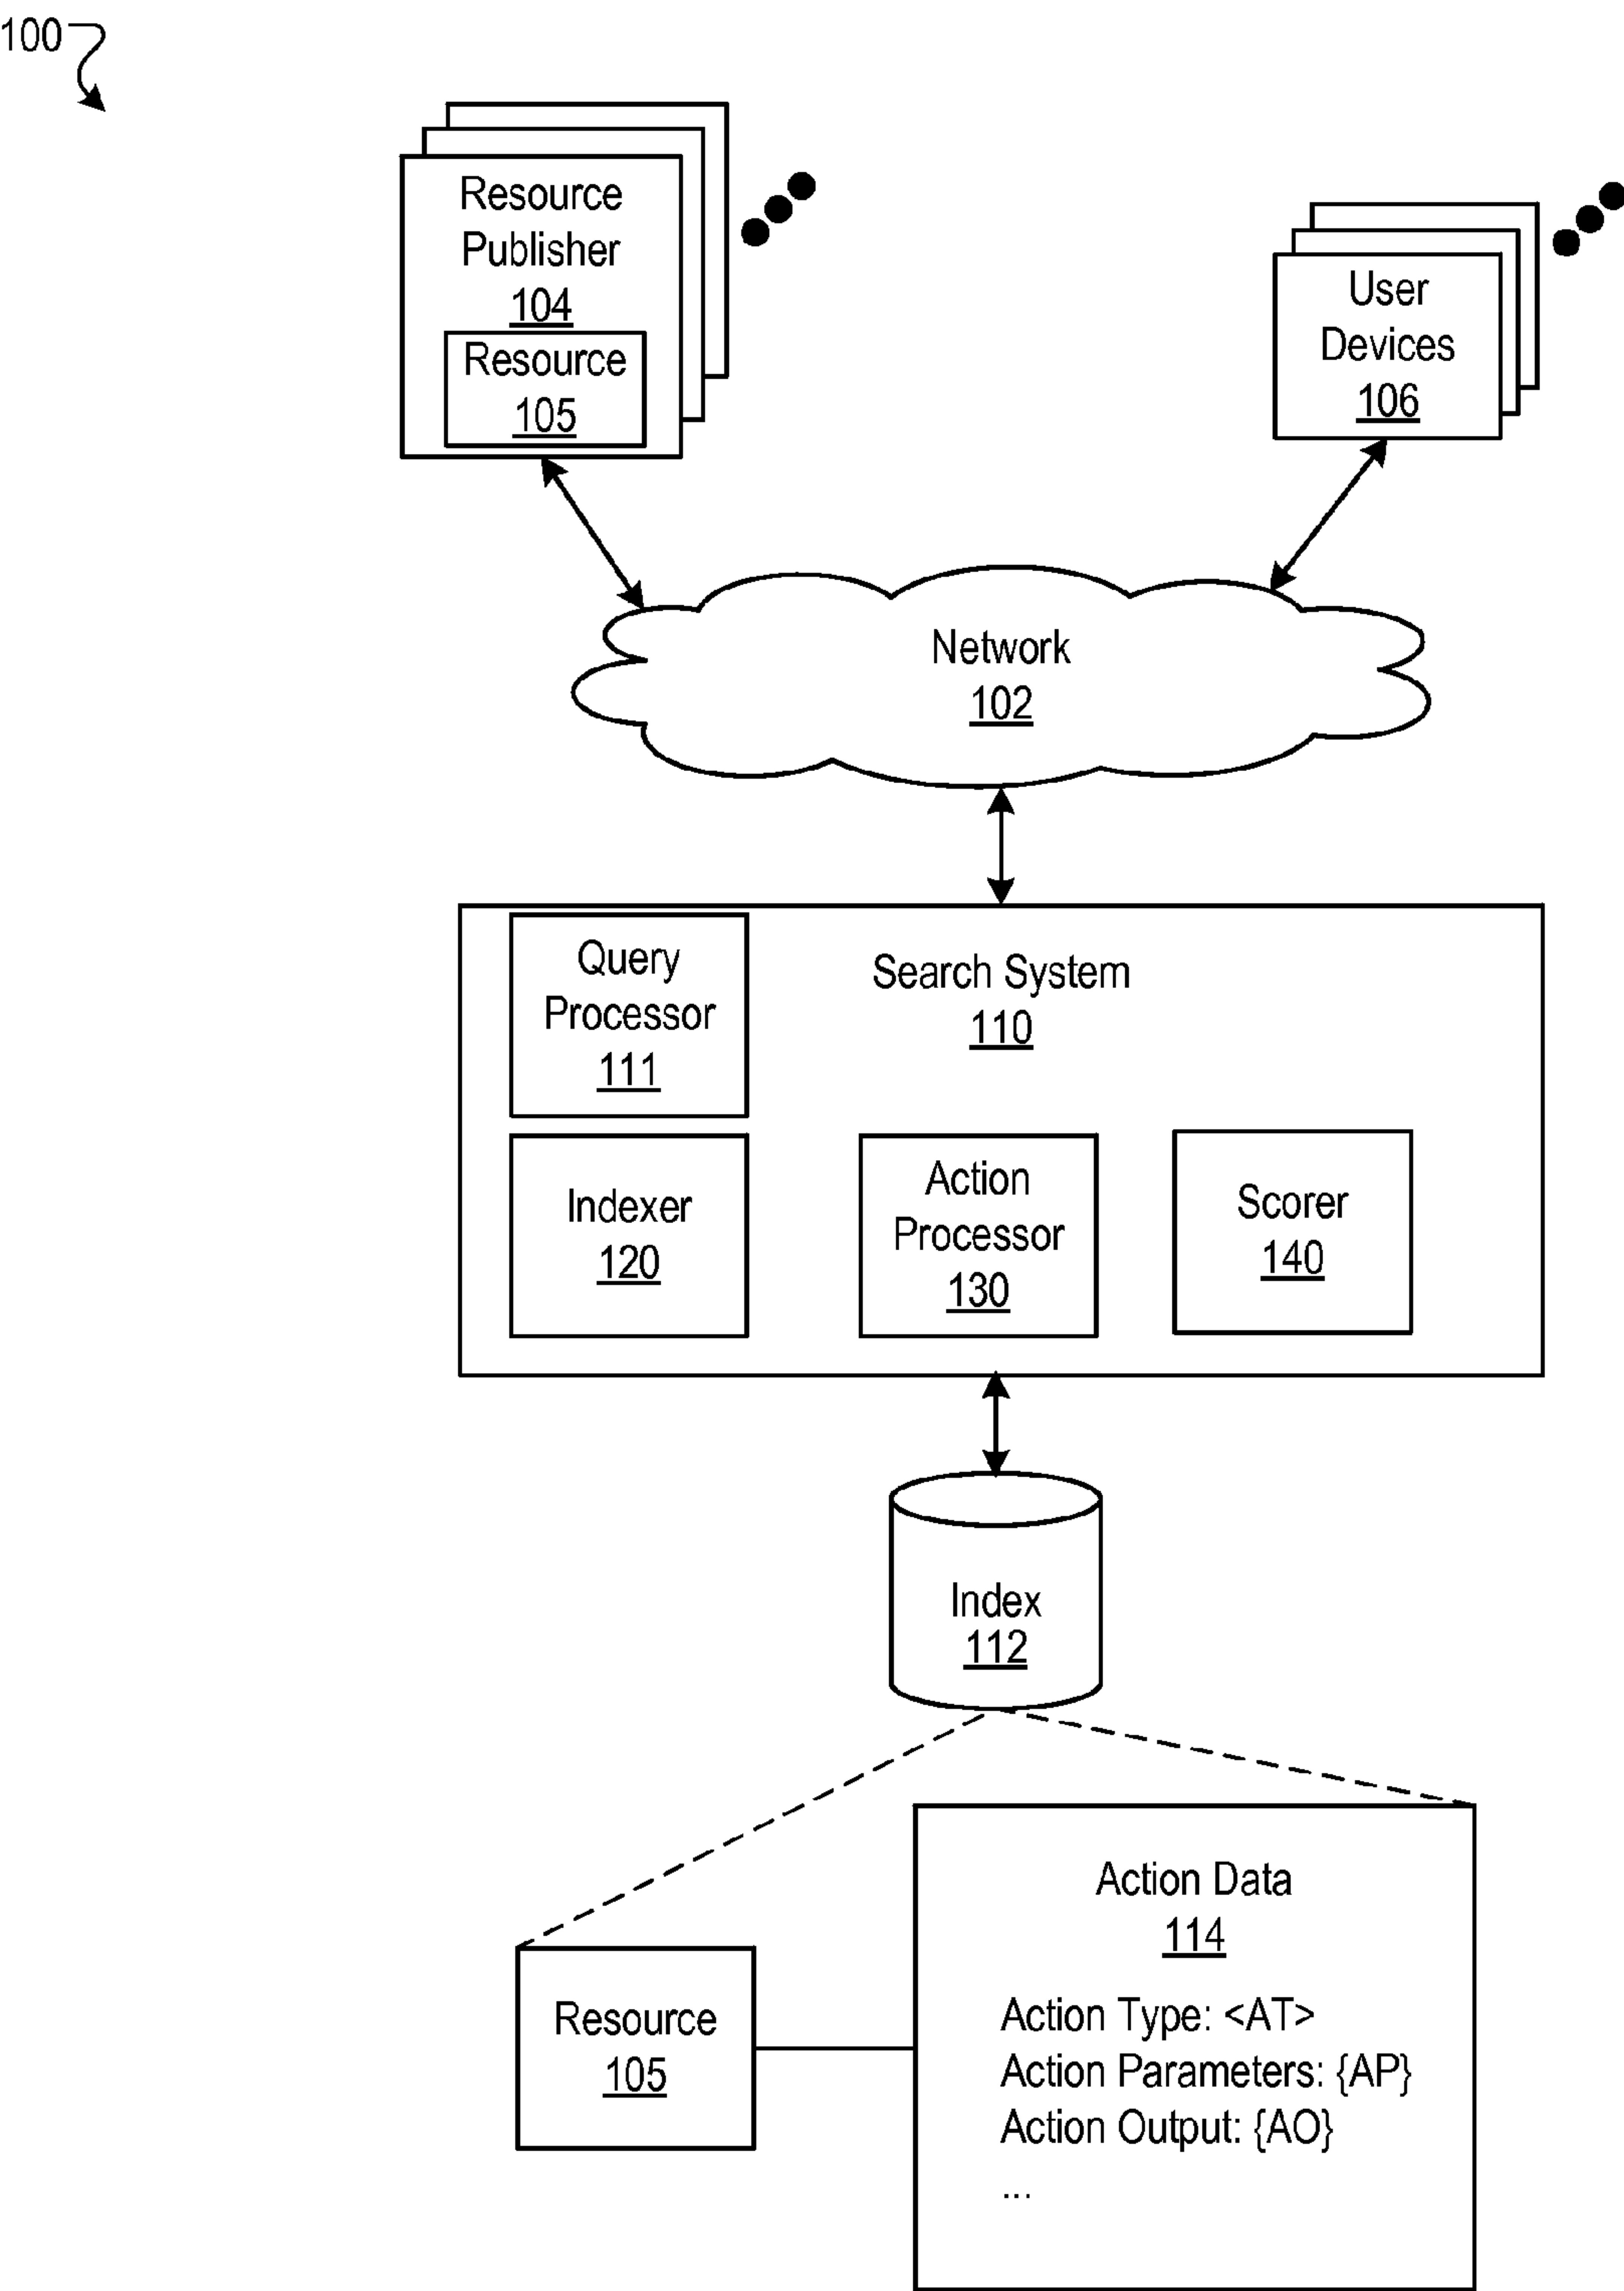 100
Resource
Publisher
104
Resource
105
User
Devices
106
Network
102
Query
Processor
111
Search System
110
Indexer
120
Action
Processor
130
Scorer
140
Index
112
Resource
105
Action Data
114
Action Type: <AT>
Action Parameters: {AP}
Action Output: {AO}
...